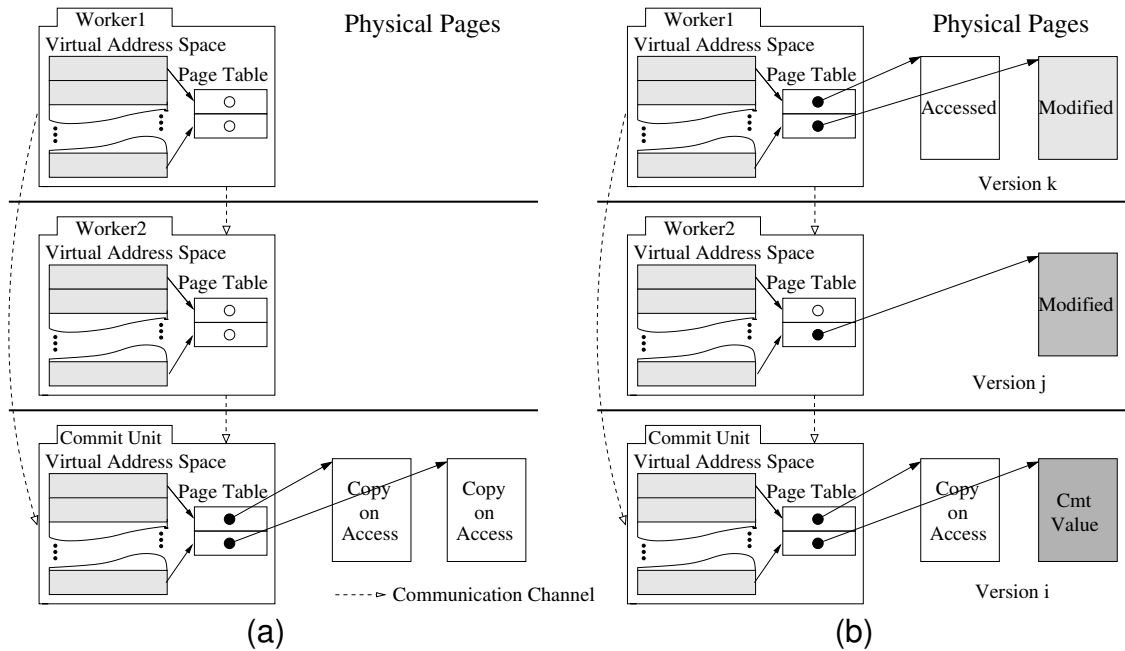 Worker1
Physical Pages
Virtual Address Space
Page Table
Worker2
Virtual Address Space
Page Table
Commit Unit
Virtual Address Space
Page Table
Copy
on
Access
Copy
on
Access
Communication Channel
(a)
Worker1
Physical Pages
Virtual Address Space
Page Table
Accessed
Modified
Version k
Worker2
Virtual Address Space
Page Table
Modified
Version j
Commit Unit
Virtual Address Space
Page Table
Copy
on
Access
Cmt
Value
Version i
(b)